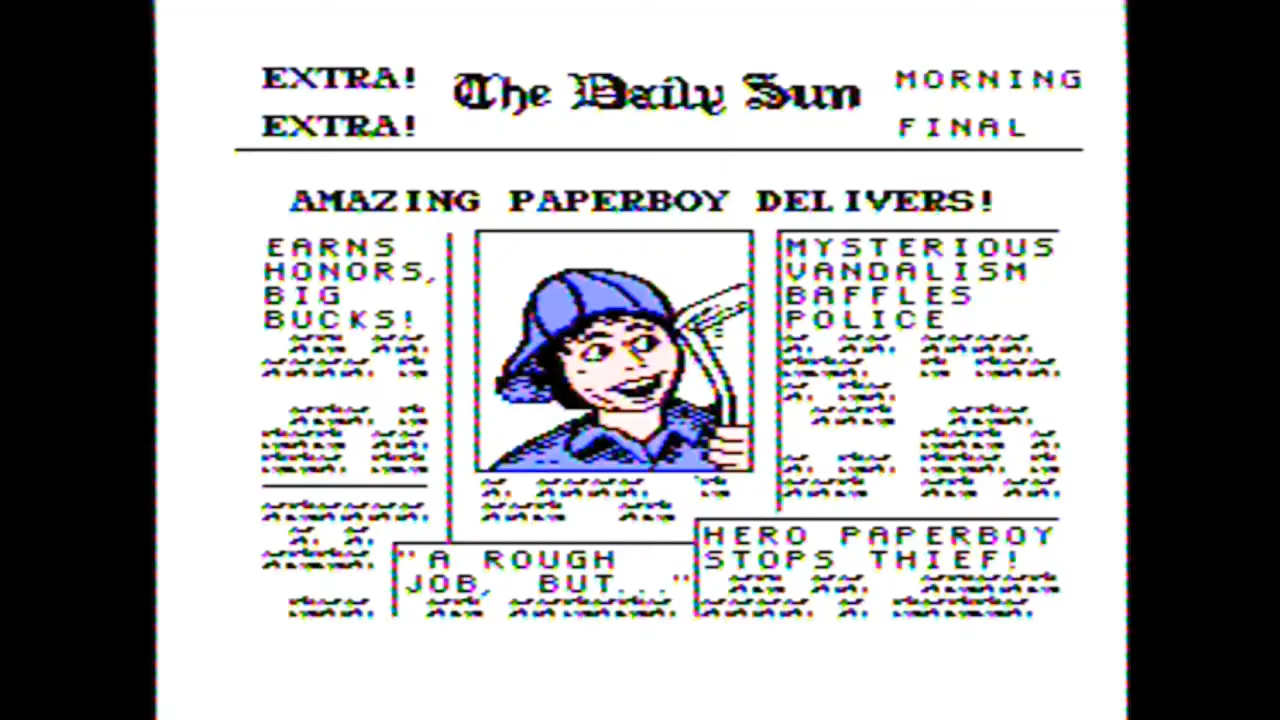 EXTRA!
EXTRA!
The Daily Sun
MORNING
FINAL
AMAZING PAPERBOY DELIVERS!
EARNS
HONORS,
BIG
BUCKS!
MYSTERIOUS
VANDALISM
BAFFLES
POLICE
"A ROUGH
JOB, BUT..."
HERO PAPERBOY
STOPS THIEF!